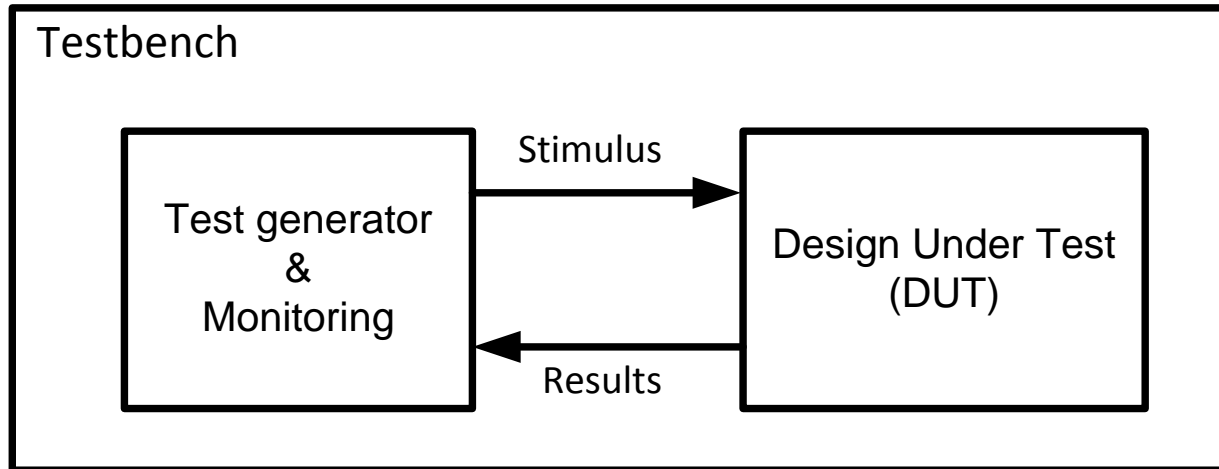 Testbench
Test generator
&
Monitoring
Stimulus
Design Under Test
(DUT)
Results